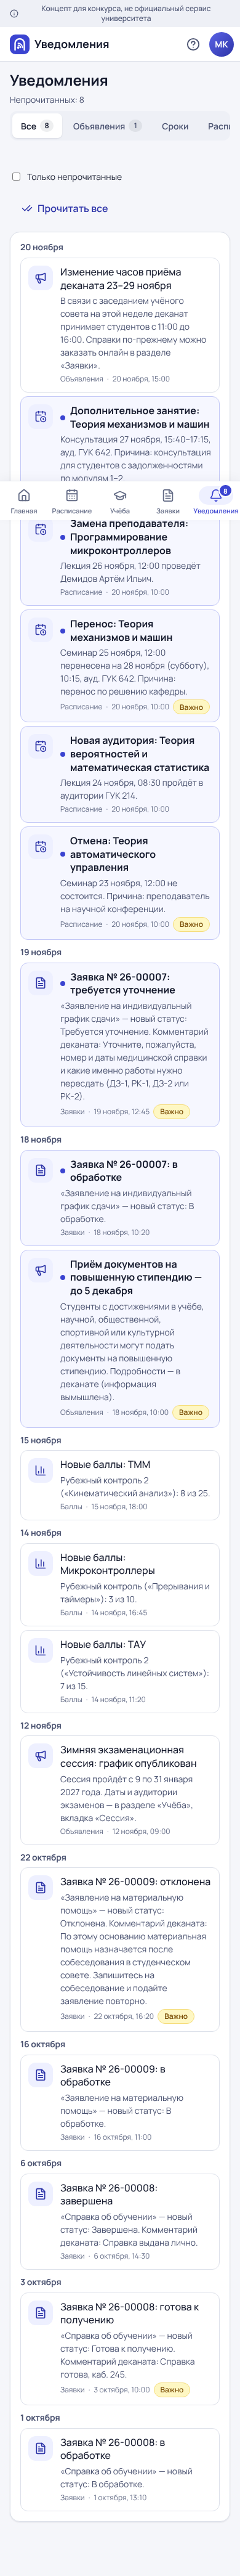 Концепт для конкурса, не официальный сервис
университета
Уведомления
МК
Уведомления
Непрочитанных: 8
Все 8 Объявления 1 Сроки Распи
Только непрочитанные
Прочитать все
20 ноября
Изменение часов приёма
деканата 23–29 ноября
В связи с заседанием учёного
совета на этой неделе деканат
принимает студентов с 11:00 до
16:00. Справки по-прежнему можно
заказать онлайн в разделе
«Заявки».
Объявления · 20 ноября, 15:00
Дополнительное занятие:
Теория механизмов и машин
Консультация 27 ноября, 15:40–17:15,
ауд. ГУК 642. Причина: консультация
для студентов с задолженностями
по модулям 1–2
Главная Расписание Учёба Заявки Уведомления 8
Замена преподавателя:
Программирование
микроконтроллеров
Лекция 26 ноября, 12:00 проведёт
Демидов Артём Ильич.
Расписание · 20 ноября, 10:00
Перенос: Теория
механизмов и машин
Семинар 25 ноября, 12:00
перенесена на 28 ноября (субботу),
10:15, ауд. ГУК 642. Причина:
перенос по решению кафедры.
Расписание · 20 ноября, 10:00 Важно
Новая аудитория: Теория
вероятностей и
математическая статистика
Лекция 24 ноября, 08:30 пройдёт в
аудитории ГУК 214.
Расписание · 20 ноября, 10:00
Отмена: Теория
автоматического
управления
Семинар 23 ноября, 12:00 не
состоится. Причина: преподаватель
на научной конференции.
Расписание · 20 ноября, 10:00 Важно
19 ноября
Заявка № 26-00007:
требуется уточнение
«Заявление на индивидуальный
график сдачи» — новый статус:
Требуется уточнение. Комментарий
деканата: Уточните, пожалуйста,
номер и даты медицинской справки
и какие именно работы нужно
пересдать (ДЗ-1, РК-1, ДЗ-2 или
РК-2).
Заявки · 19 ноября, 12:45 Важно
18 ноября
Заявка № 26-00007: в
обработке
«Заявление на индивидуальный
график сдачи» — новый статус: В
обработке.
Заявки · 18 ноября, 10:20
Приём документов на
повышенную стипендию —
до 5 декабря
Студенты с достижениями в учёбе,
научной, общественной,
спортивной или культурной
деятельности могут подать
документы на повышенную
стипендию. Подробности — в
деканате (информация
вымышлена).
Объявления · 18 ноября, 10:00 Важно
15 ноября
Новые баллы: ТММ
Рубежный контроль 2
(«Кинематический анализ»): 8 из 25.
Баллы · 15 ноября, 18:00
14 ноября
Новые баллы:
Микроконтроллеры
Рубежный контроль («Прерывания и
таймеры»): 3 из 10.
Баллы · 14 ноября, 16:45
Новые баллы: ТАУ
Рубежный контроль 2
(«Устойчивость линейных систем»):
7 из 15.
Баллы · 14 ноября, 11:20
12 ноября
Зимняя экзаменационная
сессия: график опубликован
Сессия пройдёт с 9 по 31 января
2027 года. Даты и аудитории
экзаменов — в разделе «Учёба»,
вкладка «Сессия».
Объявления · 12 ноября, 09:00
22 октября
Заявка № 26-00009: отклонена
«Заявление на материальную
помощь» — новый статус:
Отклонена. Комментарий деканата:
По этому основанию материальная
помощь назначается после
собеседования в студенческом
совете. Запишитесь на
собеседование и подайте
заявление повторно.
Заявки · 22 октября, 16:20 Важно
16 октября
Заявка № 26-00009: в
обработке
«Заявление на материальную
помощь» — новый статус: В
обработке.
Заявки · 16 октября, 11:00
6 октября
Заявка № 26-00008:
завершена
«Справка об обучении» — новый
статус: Завершена. Комментарий
деканата: Справка выдана лично.
Заявки · 6 октября, 14:30
3 октября
Заявка № 26-00008: готова к
получению
«Справка об обучении» — новый
статус: Готова к получению.
Комментарий деканата: Справка
готова, каб. 245.
Заявки · 3 октября, 10:00 Важно
1 октября
Заявка № 26-00008: в
обработке
«Справка об обучении» — новый
статус: В обработке.
Заявки · 1 октября, 13:10